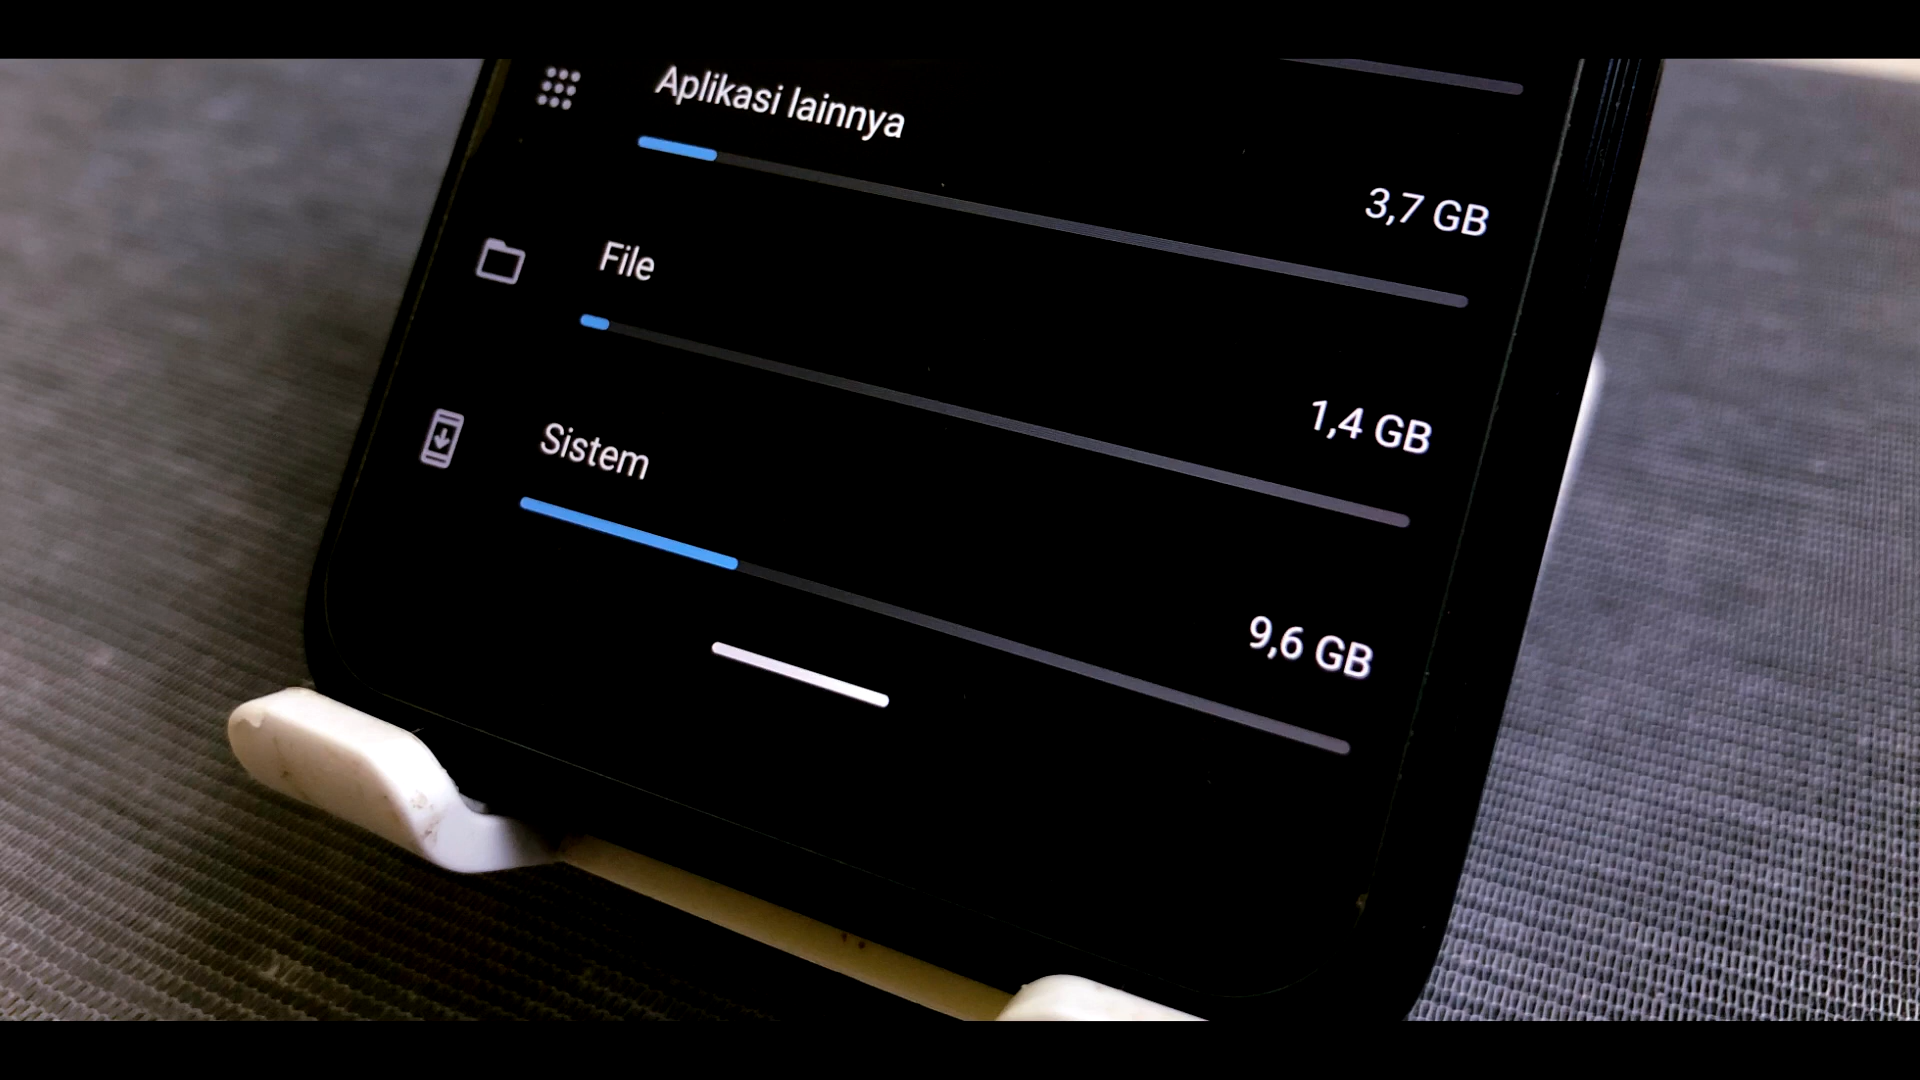 Aplikasi lainnya
3,7 GB
File
1,4 GB
Sistem
9,6 GB